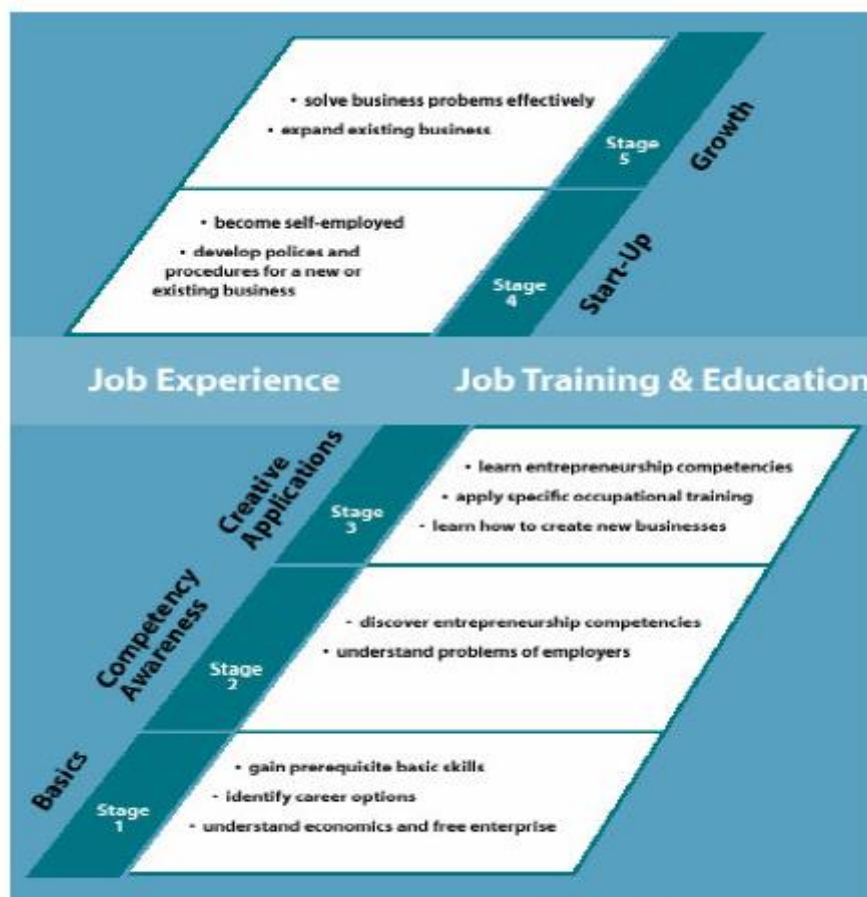 • solve business probems effectively
• expand existing business
Stage
5
Growth
• become self-employed
• develop polices and
procedures for a new or
existing business
Stage
4
Start-Up
Job Experience
Job Training & Education
Creative
Applications
Stage
3
• learn entrepreneurship competencies
• apply specific occupational training
- learn how to create new businesses
Competency
Awareness
Stage
2
- discover entrepreneurship competencies
• understand problems of employers
Basics
Stage
1
• gain prerequisite basic skills
- identify career options
- understand economics and free enterprise